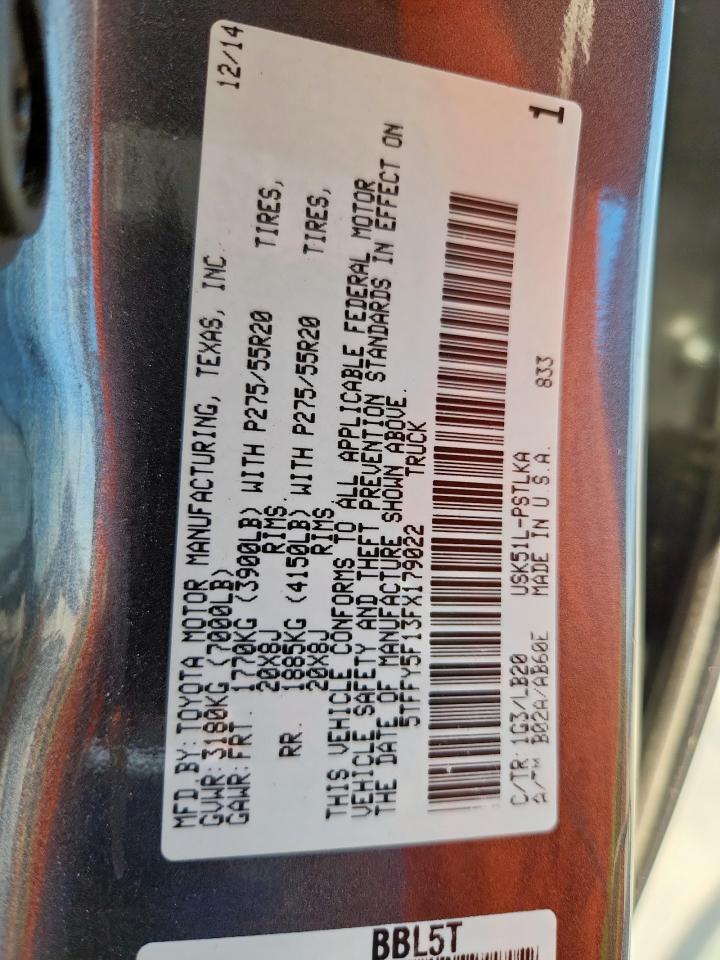 MFD.BY:TOYOTA MOTOR MANUFACTURING, TEXAS, INC 12/14
GVWR:3180KG (7000LB)
GAWR:FRT. 1770KG (3900LB) WITH P275/55R20 TIRES,
20X8J RIMS,
RR. 1885KG (4150LB) WITH P275/55R20 TIRES,
20X8J RIMS.
THIS VEHICLE CONFORMS TO ALL APPLICABLE FEDERAL MOTOR
VEHICLE SAFETY AND THEFT PREVENTION STANDARDS IN EFFECT ON
THE DATE OF MANUFACTURE SHOWN ABOVE.
5TFFY5F13FX179022 TRUCK
1
C/TR: 1G3/LB20 USK51L-PSTLKA 833
A/TM B02A/AB60E MADE IN U.S.A.
BBL5T